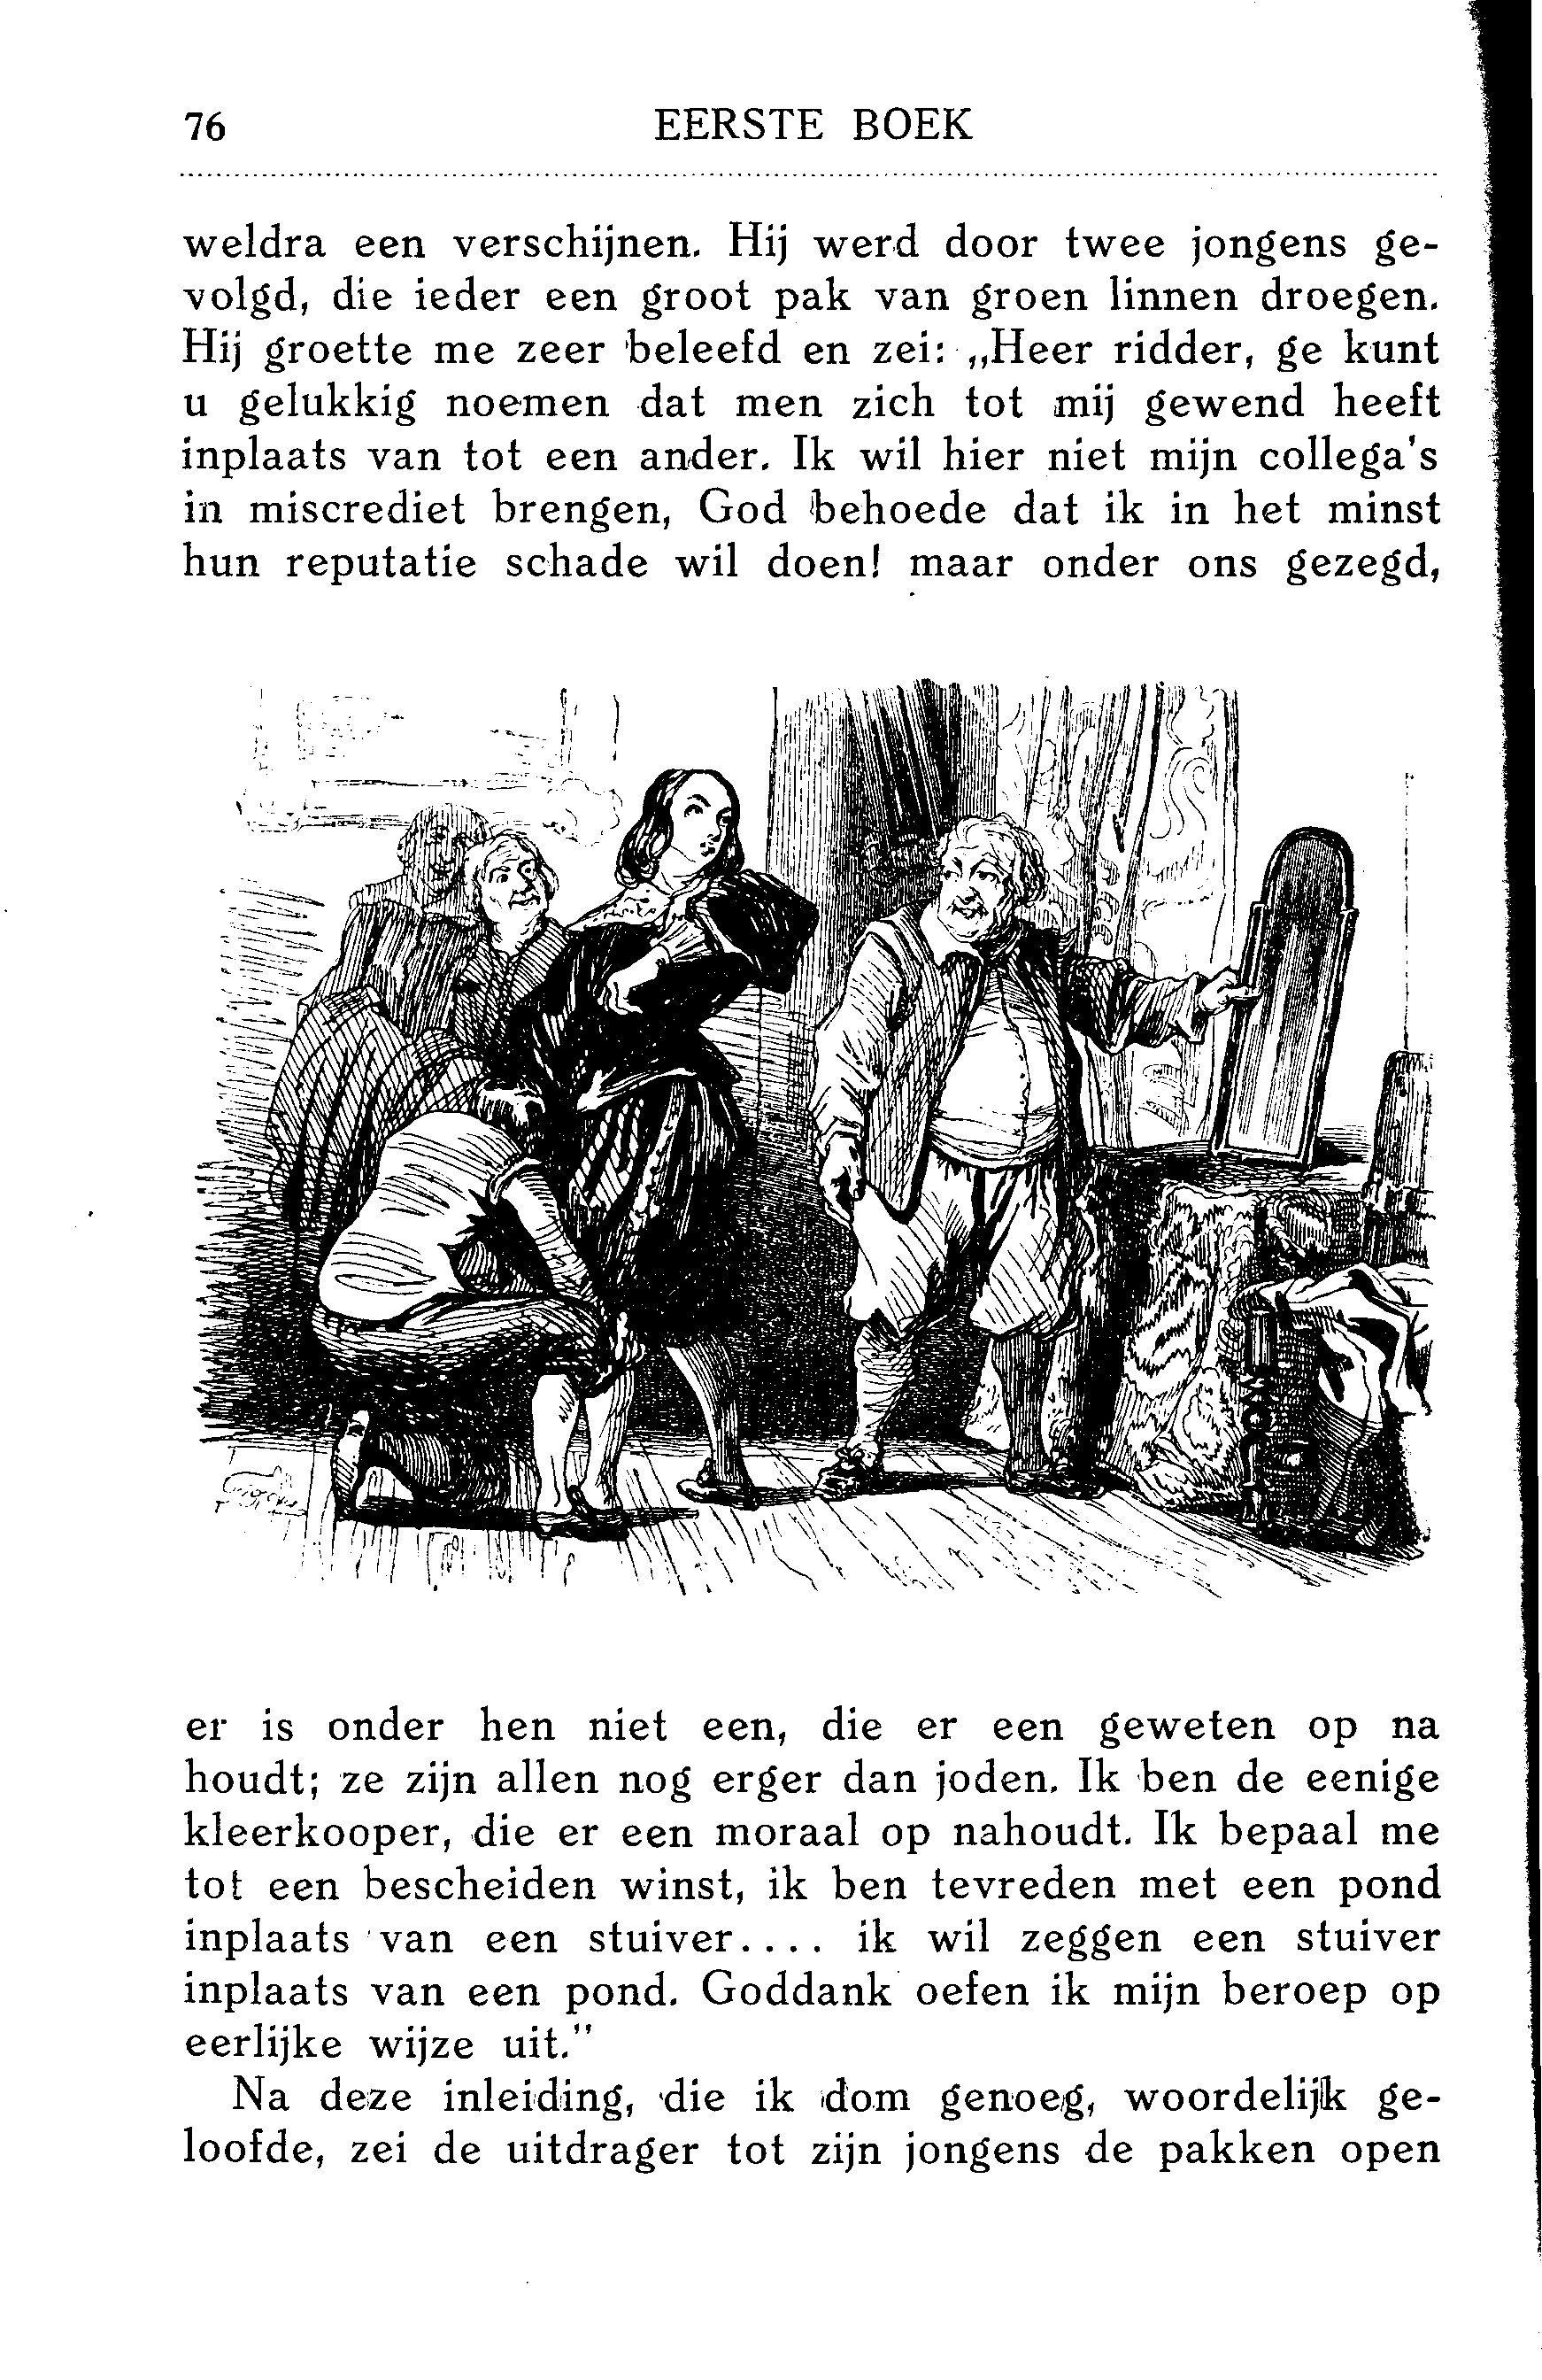 76 EERSTE BOEK
weldra een verschijnen. Hij werd door twee jongens ge-
volgd, die ieder een groot pak van groen linnen droegen.
Hij groette me zeer beleefd en zei: „Heer ridder, ge kunt
u gelukkig noemen dat men zich tot mij gewend heeft
inplaats van tot een ander. Ik wil hier niet mijn collega's
in miscrediet brengen, God behoede dat ik in het minst
hun reputatie schade wil doen! maar onder ons gezegd,
er is onder hen niet een, die er een geweten op na
houdt; ze zijn allen nog erger dan joden. Ik ben de eenige
kleerkooper, die er een moraal op nahoudt. Ik bepaal me
tot een bescheiden winst, ik ben tevreden met een pond
inplaats van een stuiver.... ik wil zeggen een stuiver
inplaats van een pond. Goddank oefen ik mijn beroep op
eerlijke wijze uit."
Na deze inleiding, die ik dom genoeg, woordelijk ge-
loofde, zei de uitdrager tot zijn jongens de pakken open